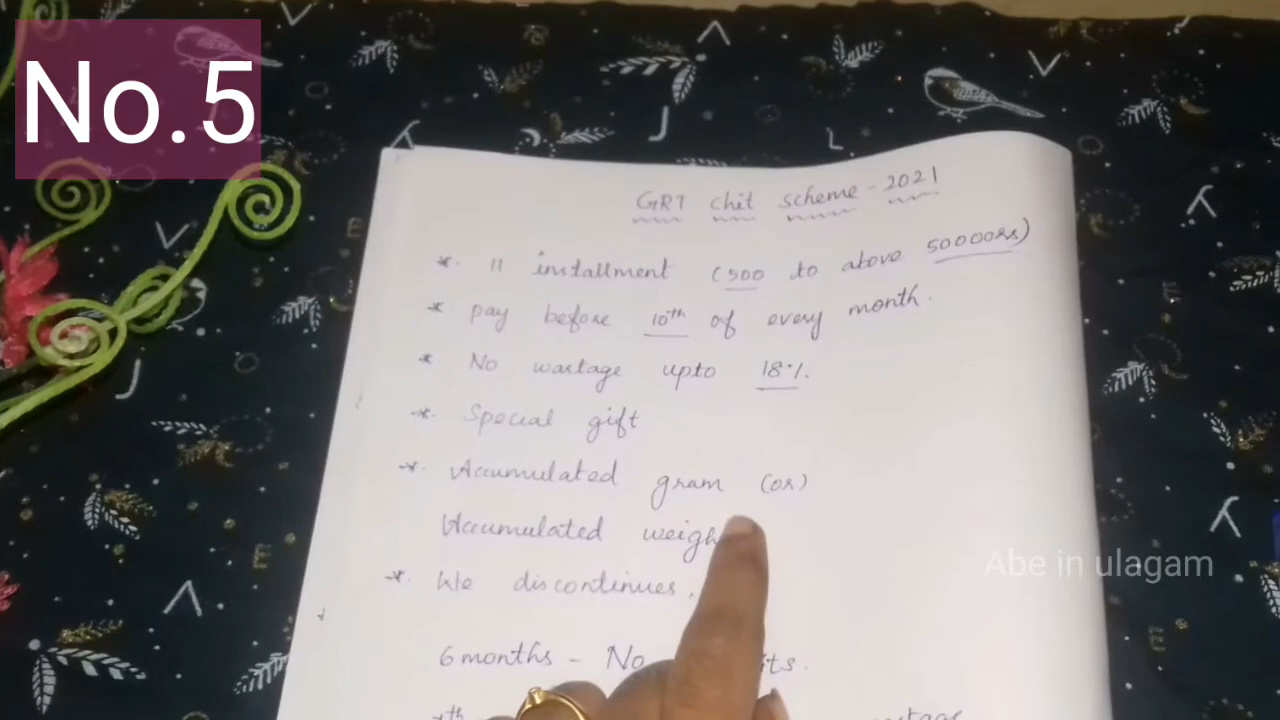 No.5
GRT chit scheme - 2021
*. 11 installment (500 to above 50000rs)
* pay before 10th of every month.
* No wastage upto 18%.
*. Special gift
*. Accumulated gram (or)
Accumulated weigh
*. We discontinues,
6 months - No
Abe in ulagam